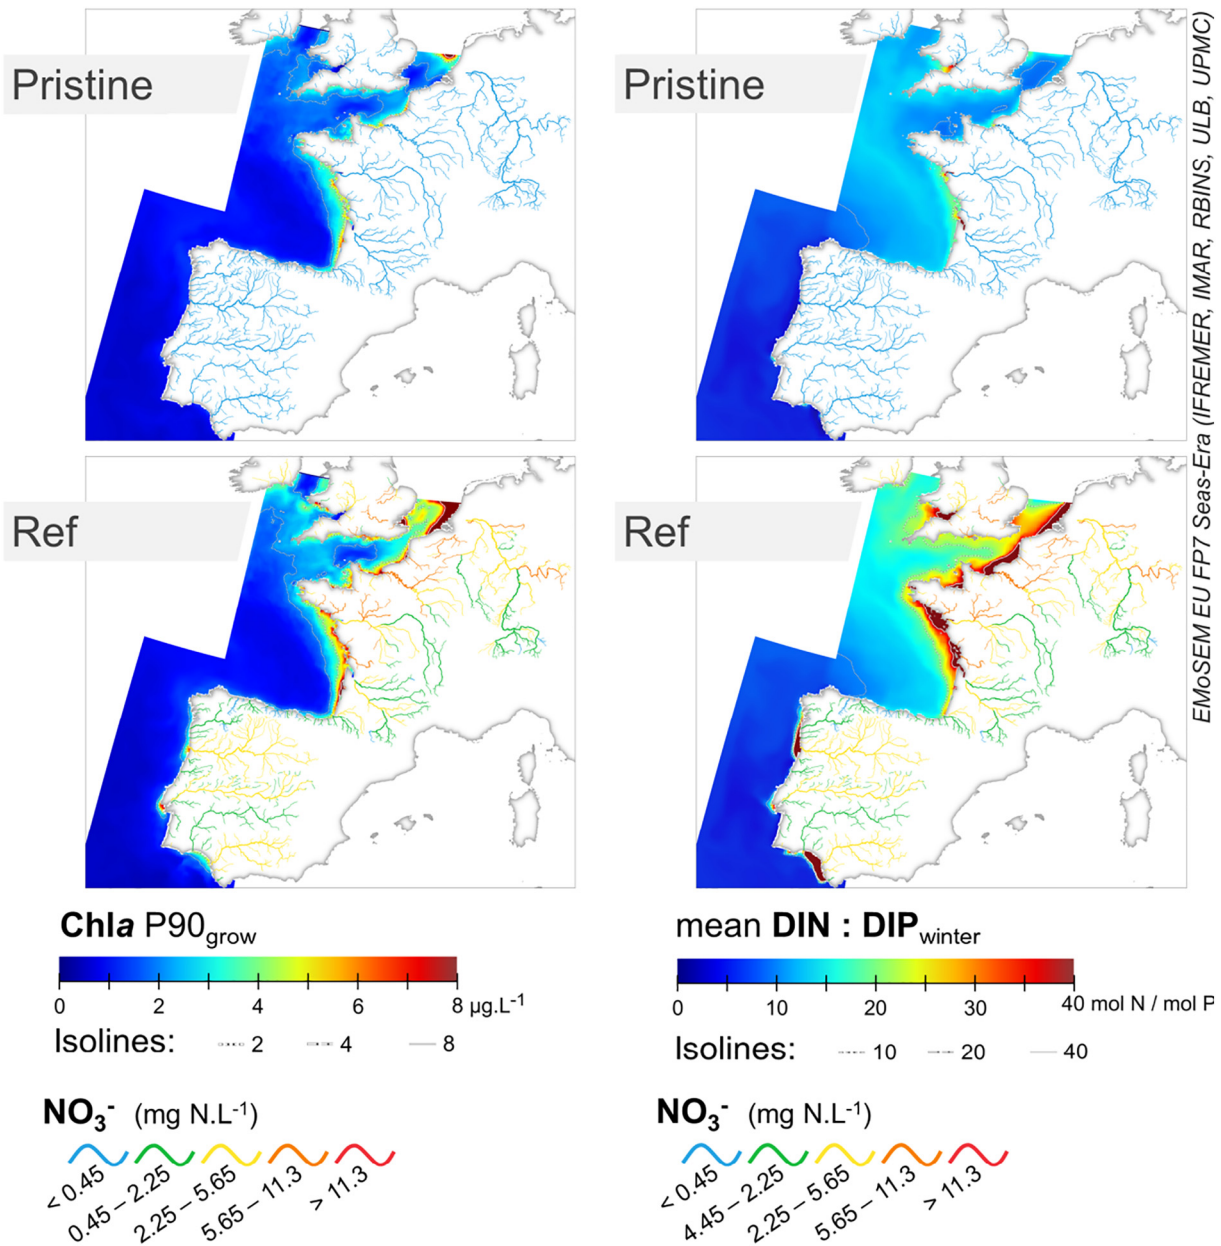 Pristine
Pristine
EMoSEM EU FP7 Seas-Era (IFREMER, IMAR, RBINS, ULB, UPMC)
Ref
Ref
Chla P90grow
0 2 4 6 8 µg.L-1
Isolines: 2 4 8
NO3- (mg N.L-1)
< 0.45 0.45 – 2.25 2.25 – 5.65 5.65 – 11.3 > 11.3
mean DIN : DIPwinter
0 10 20 30 40 mol N / mol P
Isolines: 10 20 40
NO3- (mg N.L-1)
< 0.45 4.45 – 2.25 2.25 – 5.65 5.65 – 11.3 > 11.3